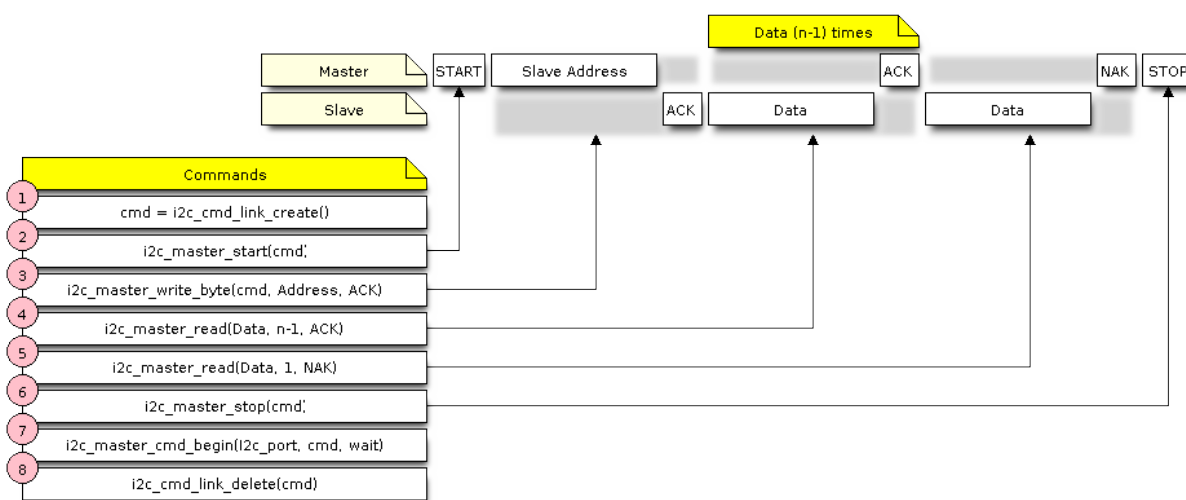 Data (n-1) times
Master START Slave Address ACK NAK STOP
Slave ACK Data Data
Commands
1
cmd = i2c_cmd_link_create()
2
i2c_master_start(cmd;
3
i2c_master_write_byte(cmd, Address, ACK)
4
i2c_master_read(Data, n-1, ACK)
5
i2c_master_read(Data, 1, NAK)
6
i2c_master_stop(cmd;
7
i2c_master_cmd_begin(I2c_port, cmd, wait)
8
i2c_cmd_link_delete(cmd)